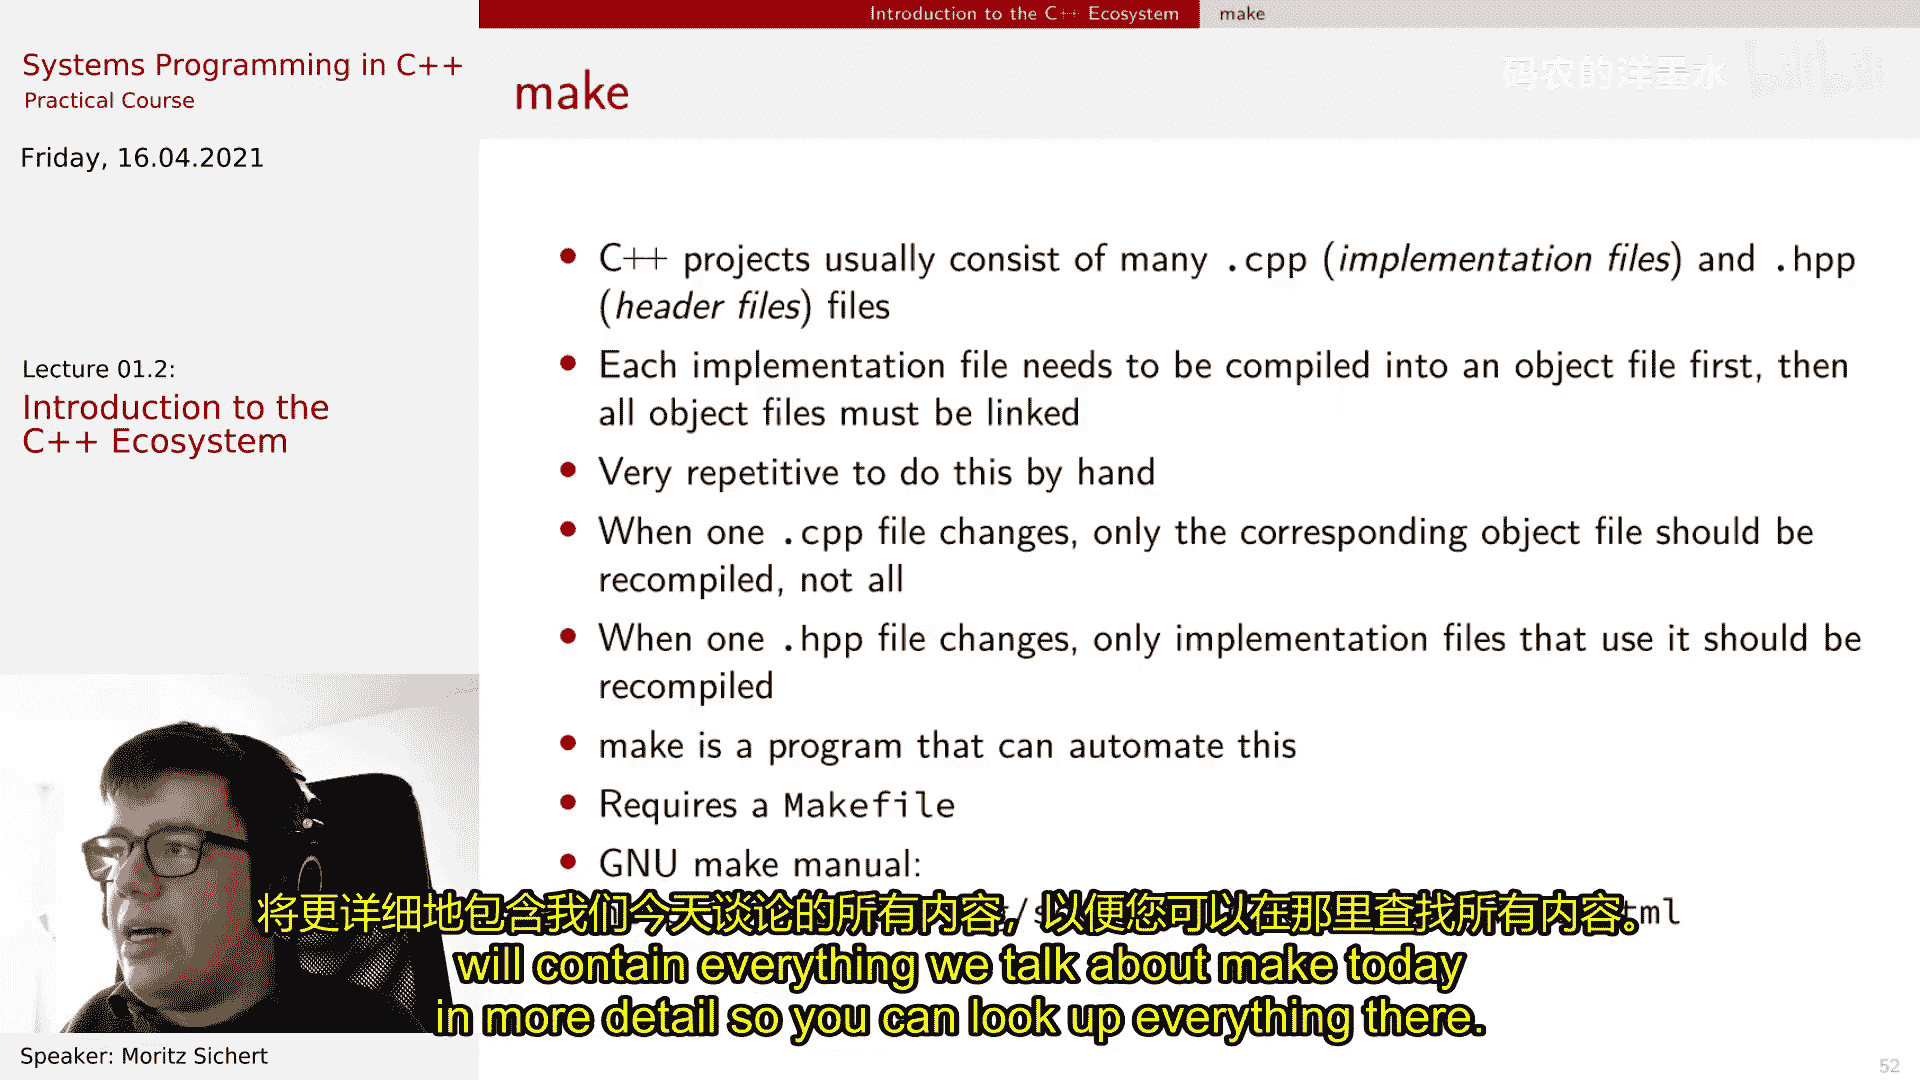 Introduction to the C++ Ecosystem
make
Systems Programming in C++
Practical Course
Friday, 16.04.2021
码农的洋墨水
bilibili
make
C++ projects usually consist of many .cpp (implementation files) and .hpp
(header files) files
Each implementation file needs to be compiled into an object file first, then
all object files must be linked
Very repetitive to do this by hand
When one .cpp file changes, only the corresponding object file should be
recompiled, not all
When one .hpp file changes, only implementation files that use it should be
recompiled
make is a program that can automate this
Requires a Makefile
GNU make manual:
Lecture 01.2:
Introduction to the
C++ Ecosystem
将更详细地包含我们今天谈论的所有内容，以便您可以在那里查找所有内容。
will contain everything we talk about make today
in more detail so you can look up everything there.
Speaker: Moritz Sichert
52